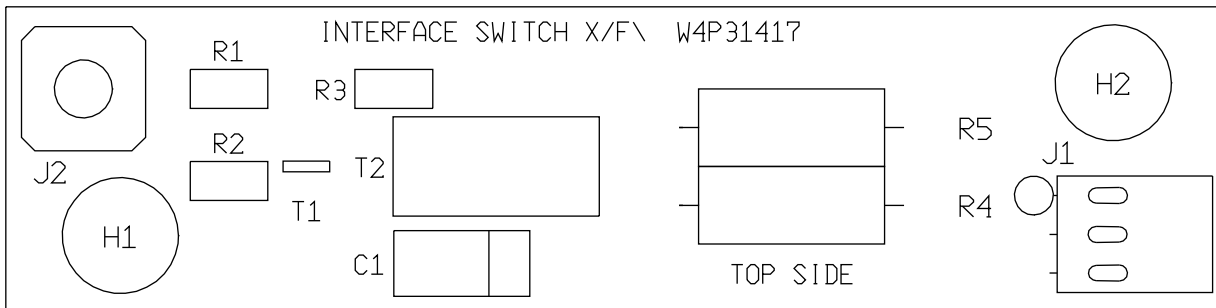 INTERFACE SWITCH X/F\ W4P31417
R1
R3
H2
R5
R2
J1
J2
T2
T1
R4
H1
C1
TOP SIDE